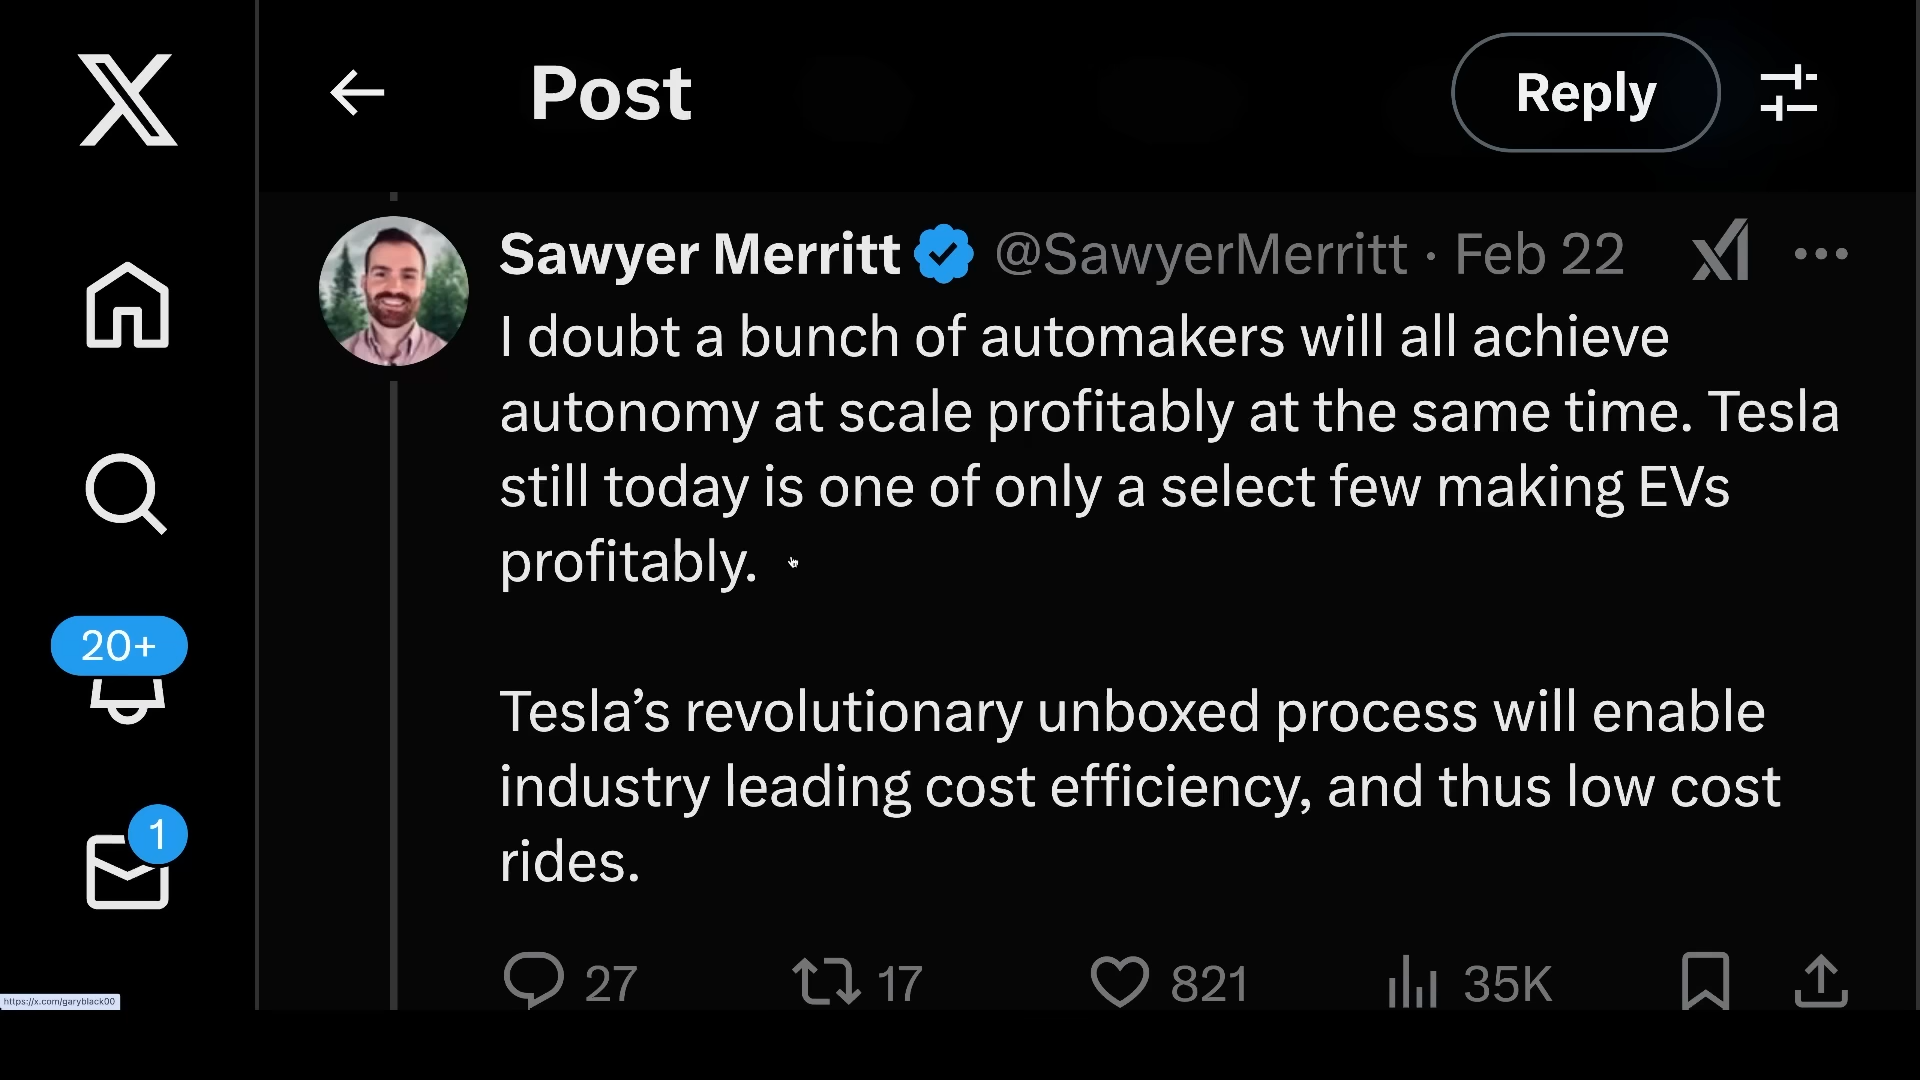 Post
Reply
Sawyer Merritt @SawyerMerritt · Feb 22
I doubt a bunch of automakers will all achieve
autonomy at scale profitably at the same time. Tesla
still today is one of only a select few making EVs
profitably.
Tesla’s revolutionary unboxed process will enable
industry leading cost efficiency, and thus low cost
rides.
27 17 821 35K
20+
1
https://x.com/garyblack00